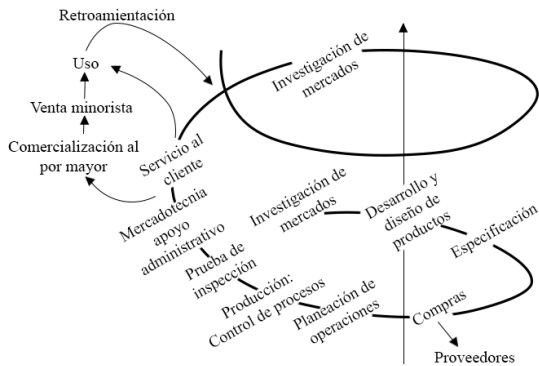 Retroamientación
Uso
Venta minorista
Comercialización al
por mayor
Servicio al
cliente
Mercadotecnia
apoyo
administrativo
Prueba de
inspección
Producción:
Control de procesos
Planeación de
operaciones
Compras
Proveedores
Especificación
Desarrollo y
diseño de
productos
Investigación de
mercados
Investigación de
mercados